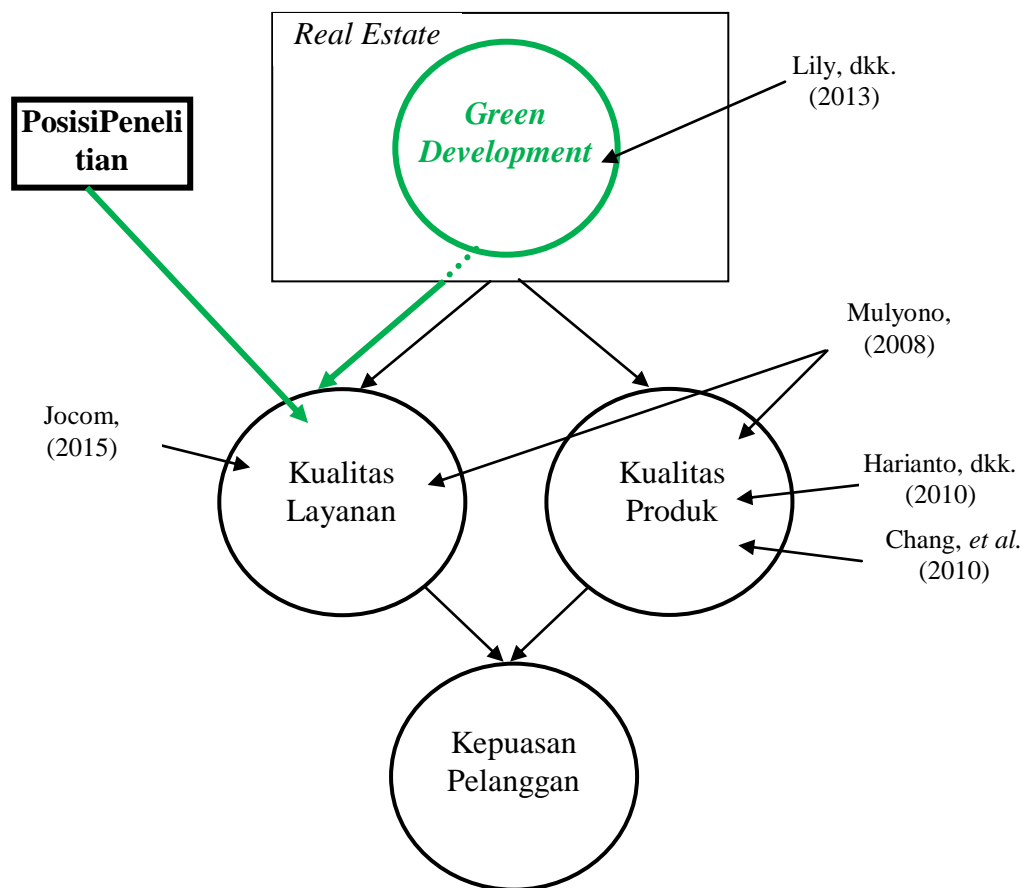 Real Estate
Lily, dkk.
(2013)
Green
Development
PosisiPeneli
tian
Mulyono,
(2008)
Jocom,
(2015)
Kualitas
Layanan
Kualitas
Produk
Harianto, dkk.
(2010)
Chang, et al.
(2010)
Kepuasan
Pelanggan